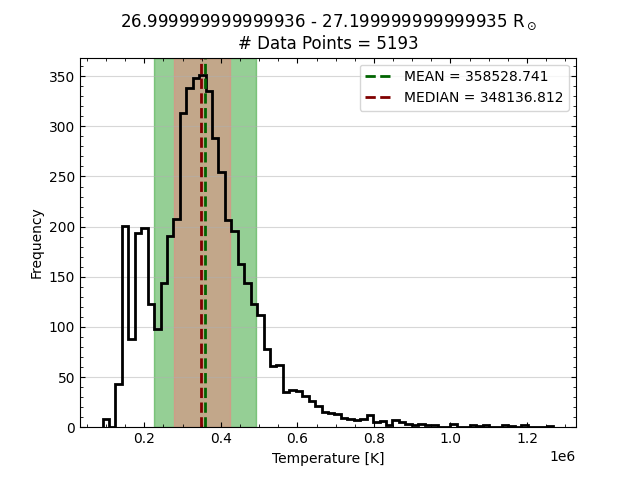 26.999999999999936 - 27.199999999999935 R⊙
# Data Points = 5193
MEAN = 358528.741
MEDIAN = 348136.812
350
300
250
200
150
100
50
0
Frequency
0.2 0.4 0.6 0.8 1.0 1.2
1e6
Temperature [K]